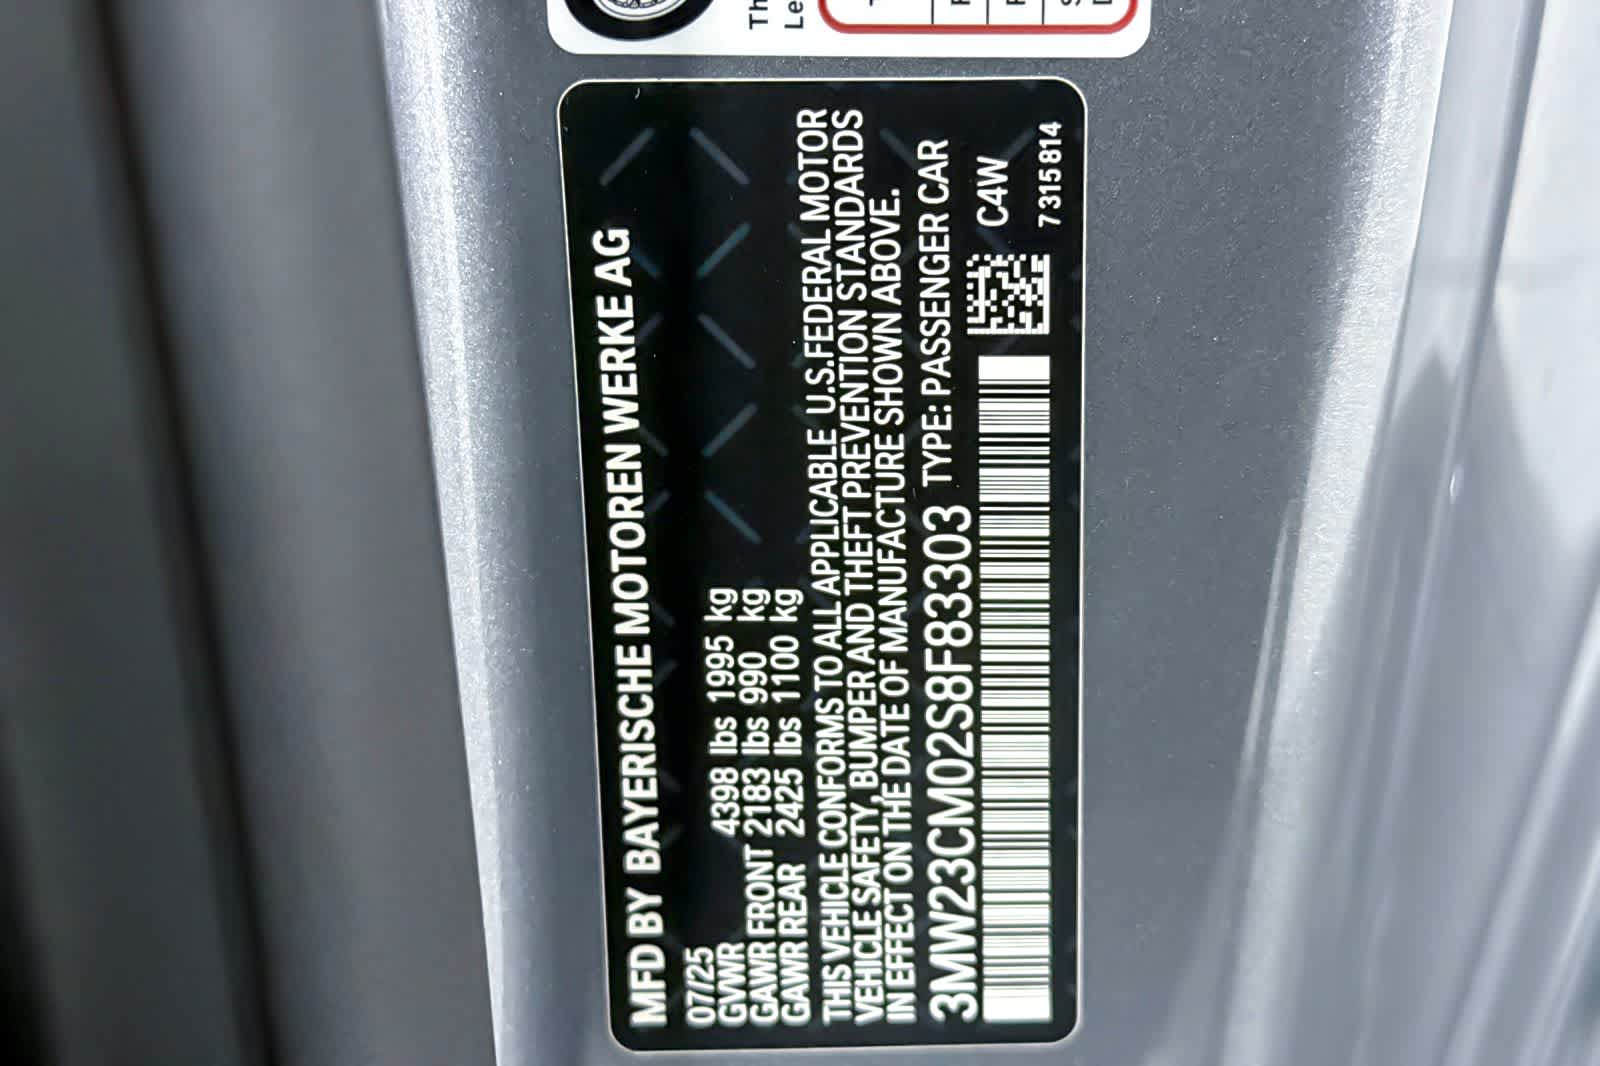 MFD BY BAYERISCHE MOTOREN WERKE AG
07/25
GVWR 4398 lbs 1995 kg
GAWR FRONT 2183 lbs 990 kg
GAWR REAR 2425 lbs 1100 kg
THIS VEHICLE CONFORMS TO ALL APPLICABLE U.S.FEDERAL MOTOR
VEHICLE SAFETY, BUMPER AND THEFT PREVENTION STANDARDS
IN EFFECT ON THE DATE OF MANUFACTURE SHOWN ABOVE.
3MW23CM02S8F83303 TYPE: PASSENGER CAR
C4W
7315814